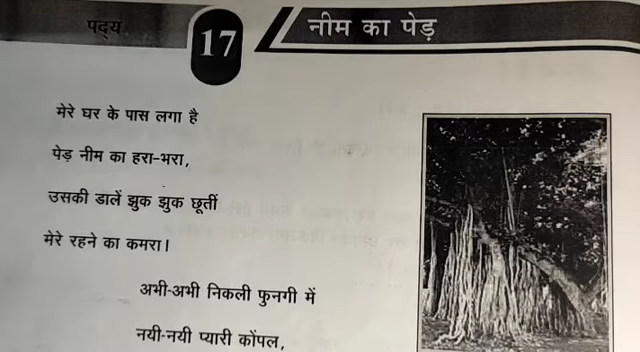 पद्य
17
नीम का पेड़
मेरे घर के पास लगा है
पेड़ नीम का हरा-भरा,
उसकी डालें झुक झुक छूतीं
मेरे रहने का कमरा।
अभी-अभी निकली फुनगी में
नयी-नयी प्यारी कोंपल,